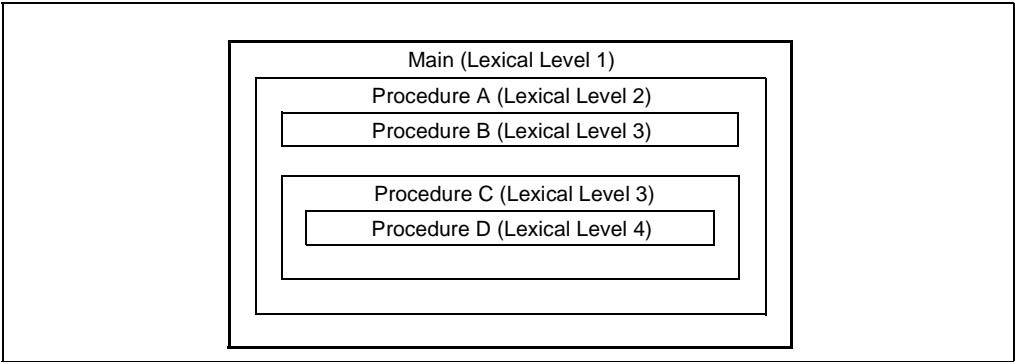 Main (Lexical Level 1)
Procedure A (Lexical Level 2)
Procedure B (Lexical Level 3)
Procedure C (Lexical Level 3)
Procedure D (Lexical Level 4)